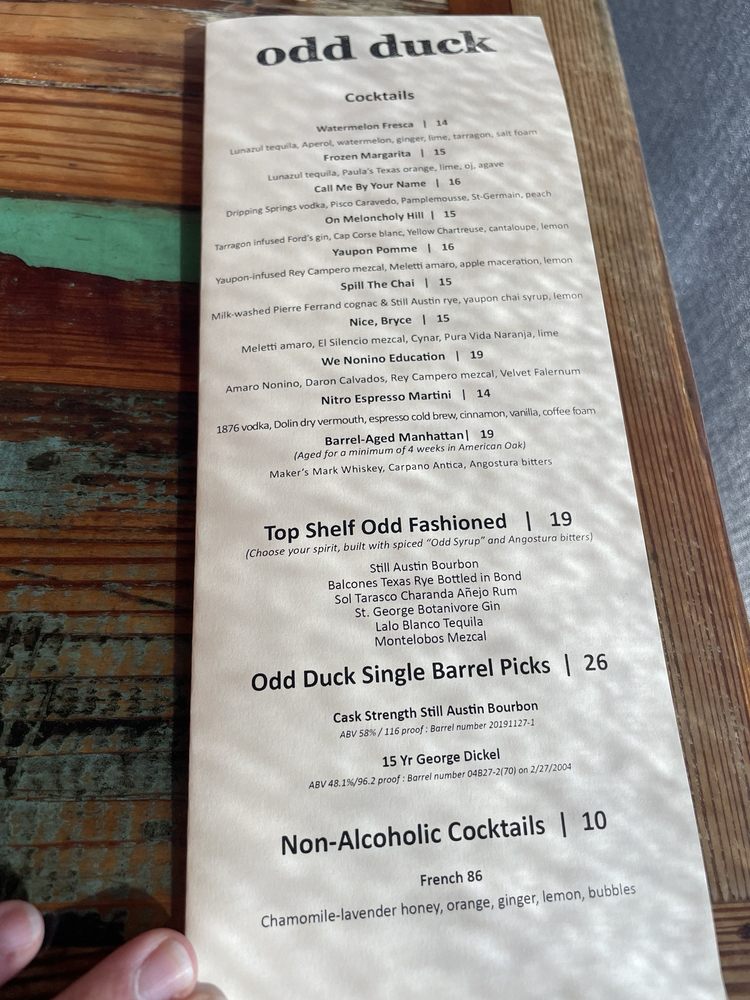 odd duck
Cocktails
Watermelon Fresca | 14
Lunazul tequila, Aperol, watermelon, ginger, lime, tarragon, salt foam
Frozen Margarita | 15
Lunazul tequila, Paula's Texas orange, lime, oj, agave
Call Me By Your Name | 16
Dripping Springs vodka, Pisco Caravedo, Pamplemousse, St-Germain, peach
On Meloncholy Hill | 15
Tarragon infused Ford's gin, Cap Corse blanc, Yellow Chartreuse, cantaloupe, lemon
Yaupon Pomme | 16
Yaupon-infused Rey Campero mezcal, Meletti amaro, apple maceration, lemon
Spill The Chai | 15
Milk-washed Pierre Ferrand cognac & Still Austin rye, yaupon chai syrup, lemon
Nice, Bryce | 15
Meletti amaro, El Silencio mezcal, Cynar, Pura Vida Naranja, lime
We Nonino Education | 19
Amaro Nonino, Daron Calvados, Rey Campero mezcal, Velvet Falernum
Nitro Espresso Martini | 14
1876 vodka, Dolin dry vermouth, espresso cold brew, cinnamon, vanilla, coffee foam
Barrel-Aged Manhattan| 19
(Aged for a minimum of 4 weeks in American Oak)
Maker's Mark Whiskey, Carpano Antica, Angostura bitters
Top Shelf Odd Fashioned | 19
(Choose your spirit, built with spiced "Odd Syrup" and Angostura bitters)
Still Austin Bourbon
Balcones Texas Rye Bottled in Bond
Sol Tarasco Charanda Añejo Rum
St. George Botanivore Gin
Lalo Blanco Tequila
Montelobos Mezcal
Odd Duck Single Barrel Picks | 26
Cask Strength Still Austin Bourbon
ABV 58% / 116 proof : Barrel number 20191127-1
15 Yr George Dickel
ABV 48.1%/96.2 proof : Barrel number 04B27-2(70) on 2/27/2004
Non-Alcoholic Cocktails | 10
French 86
Chamomile-lavender honey, orange, ginger, lemon, bubbles